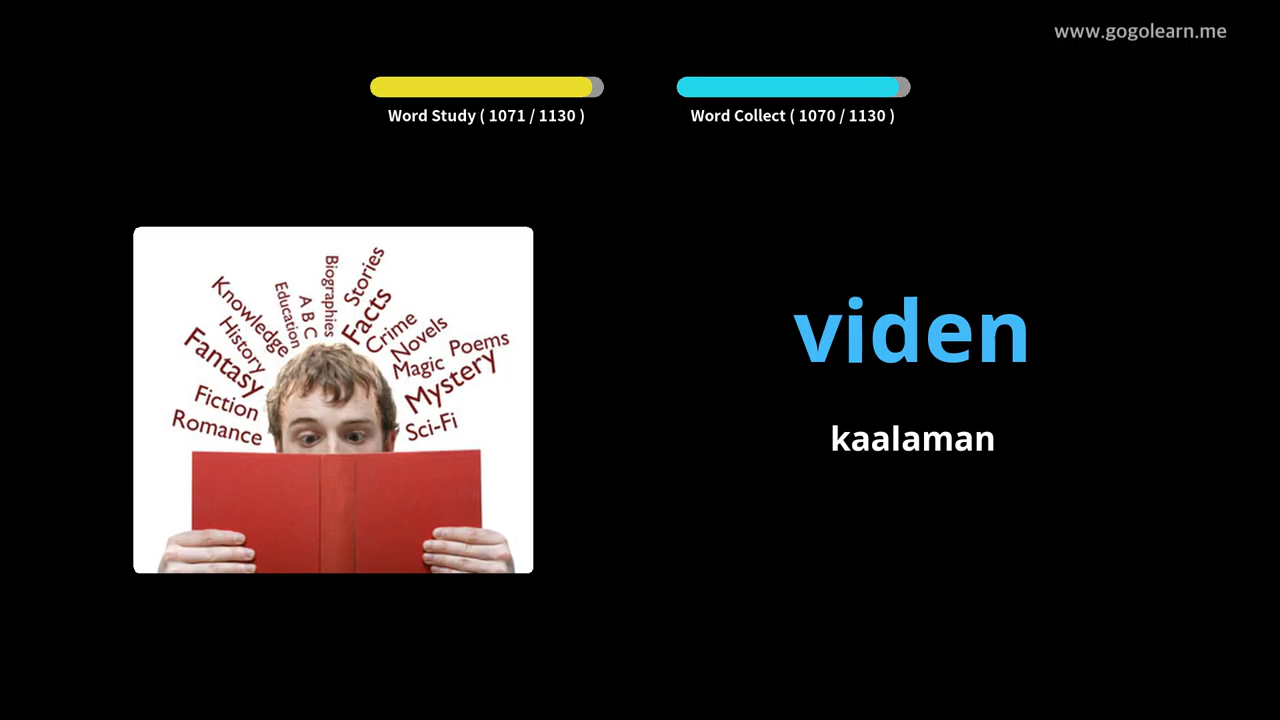 www.gogolearn.me
Word Study ( 1071 / 1130 )
Word Collect ( 1070 / 1130 )
Knowledge
History
Fantasy
Fiction
Romance
Education
A B C
Biographies
Stories
Facts
Crime
Novels
Magic
Poems
Mystery
Sci-Fi
viden
kaalaman